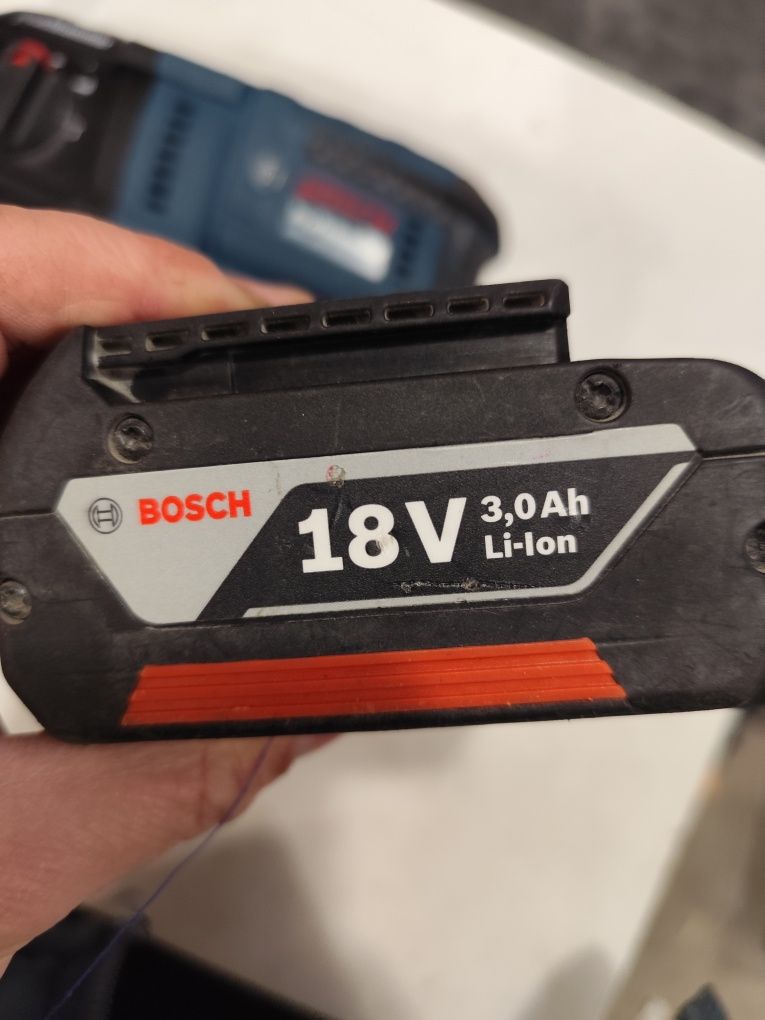 BOSCH
18V
3,0Ah
Li-Ion